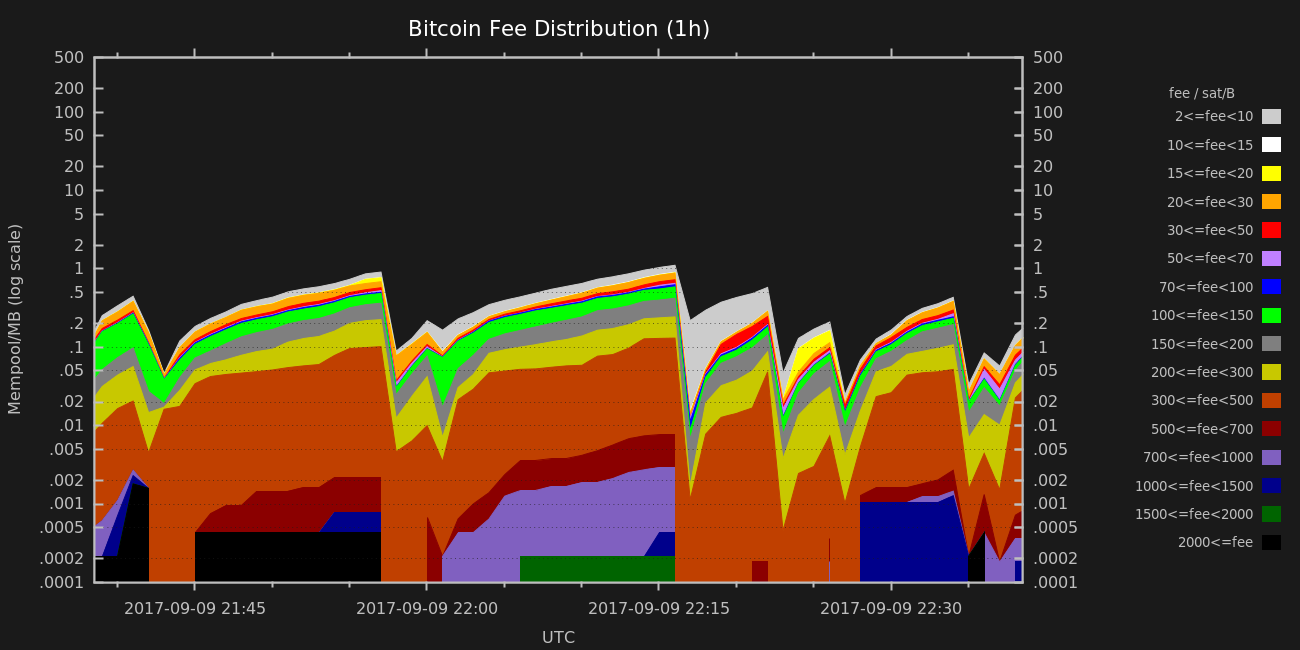 Bitcoin Fee Distribution (1h)
Mempool/MB (log scale)
500
200
100
50
20
10
5
2
1
.5
.2
.1
.05
.02
.01
.005
.002
.001
.0005
.0002
.0001
500
200
100
50
20
10
5
2
1
.5
.2
.1
.05
.02
.01
.005
.002
.001
.0005
.0002
.0001
2017-09-09 21:45
2017-09-09 22:00
2017-09-09 22:15
2017-09-09 22:30
UTC
fee / sat/B
2<=fee<10
10<=fee<15
15<=fee<20
20<=fee<30
30<=fee<50
50<=fee<70
70<=fee<100
100<=fee<150
150<=fee<200
200<=fee<300
300<=fee<500
500<=fee<700
700<=fee<1000
1000<=fee<1500
1500<=fee<2000
2000<=fee